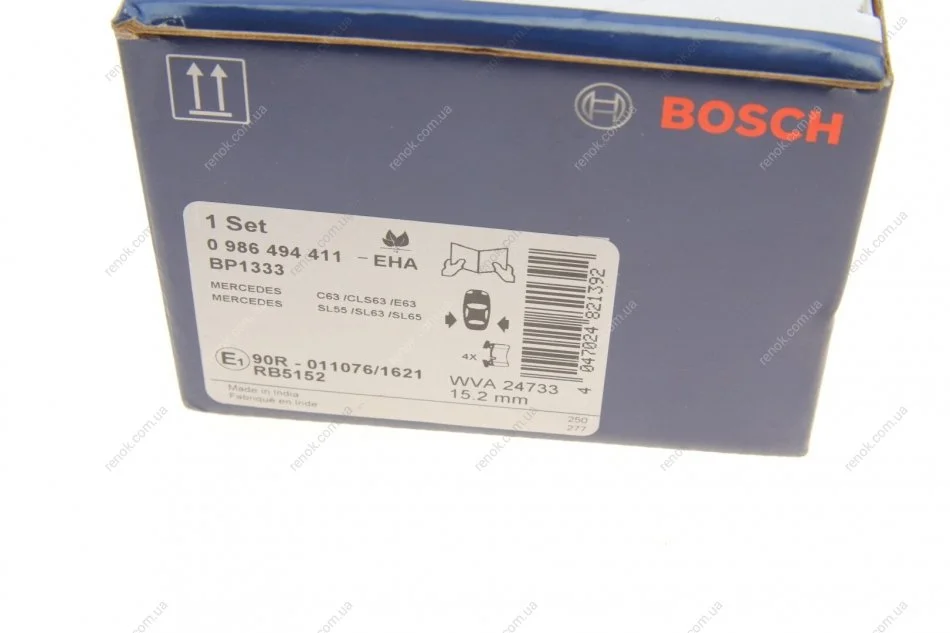 BOSCH
1 Set
0 986 494 411 - EHA
BP1333
MERCEDES C63 /CLS63 /E63
MERCEDES SL55 /SL63 /SL65
4X
E1 90R - 011076/1621
RB5152
WVA 24733
15.2 mm
Made in India
Fabriqué en Inde
250
277
4 047024 821392
renok.com.ua